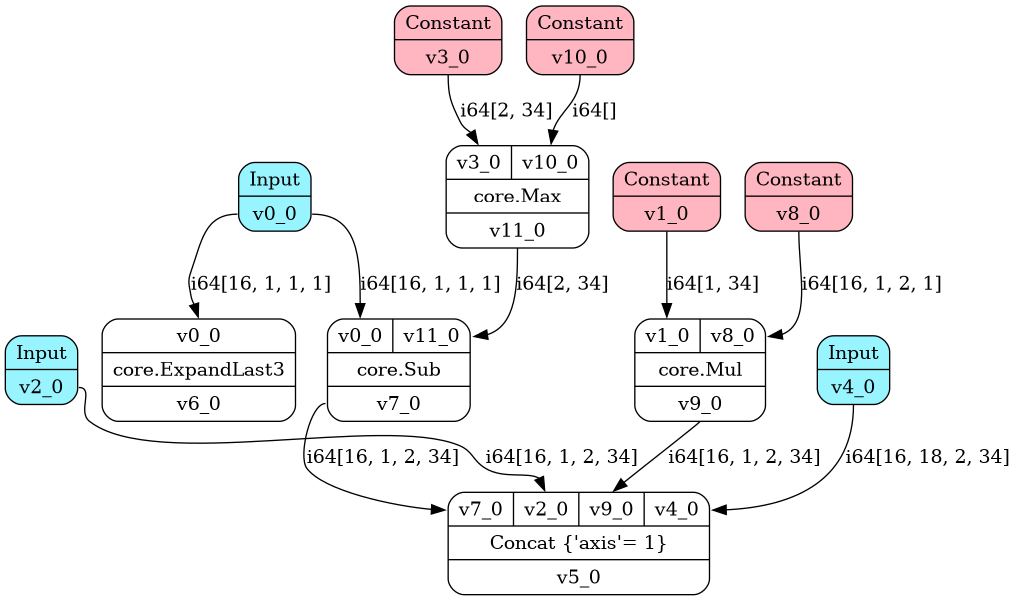 Constant
v3_0
Constant
v10_0
i64[2, 34]
i64[]
v3_0 v10_0
core.Max
v11_0
Input
v0_0
Constant
v1_0
Constant
v8_0
i64[16, 1, 1, 1]
i64[16, 1, 1, 1]
i64[2, 34]
i64[1, 34]
i64[16, 1, 2, 1]
Input
v2_0
v0_0
core.ExpandLast3
v6_0
v0_0 v11_0
core.Sub
v7_0
v1_0 v8_0
core.Mul
v9_0
Input
v4_0
i64[16, 1, 2, 34]
i64[16, 1, 2, 34]
i64[16, 1, 2, 34]
i64[16, 18, 2, 34]
v7_0 v2_0 v9_0 v4_0
Concat {'axis'= 1}
v5_0